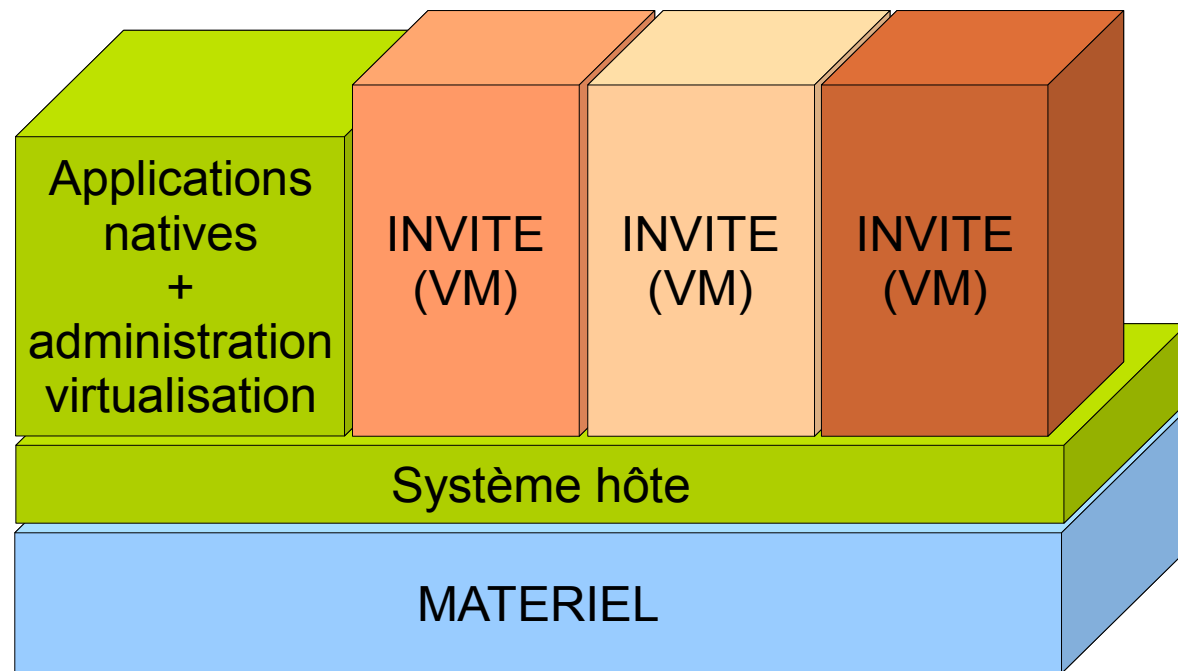 Applications
natives
+
administration
virtualisation
INVITE
(VM)
INVITE
(VM)
INVITE
(VM)
Système hôte
MATERIEL